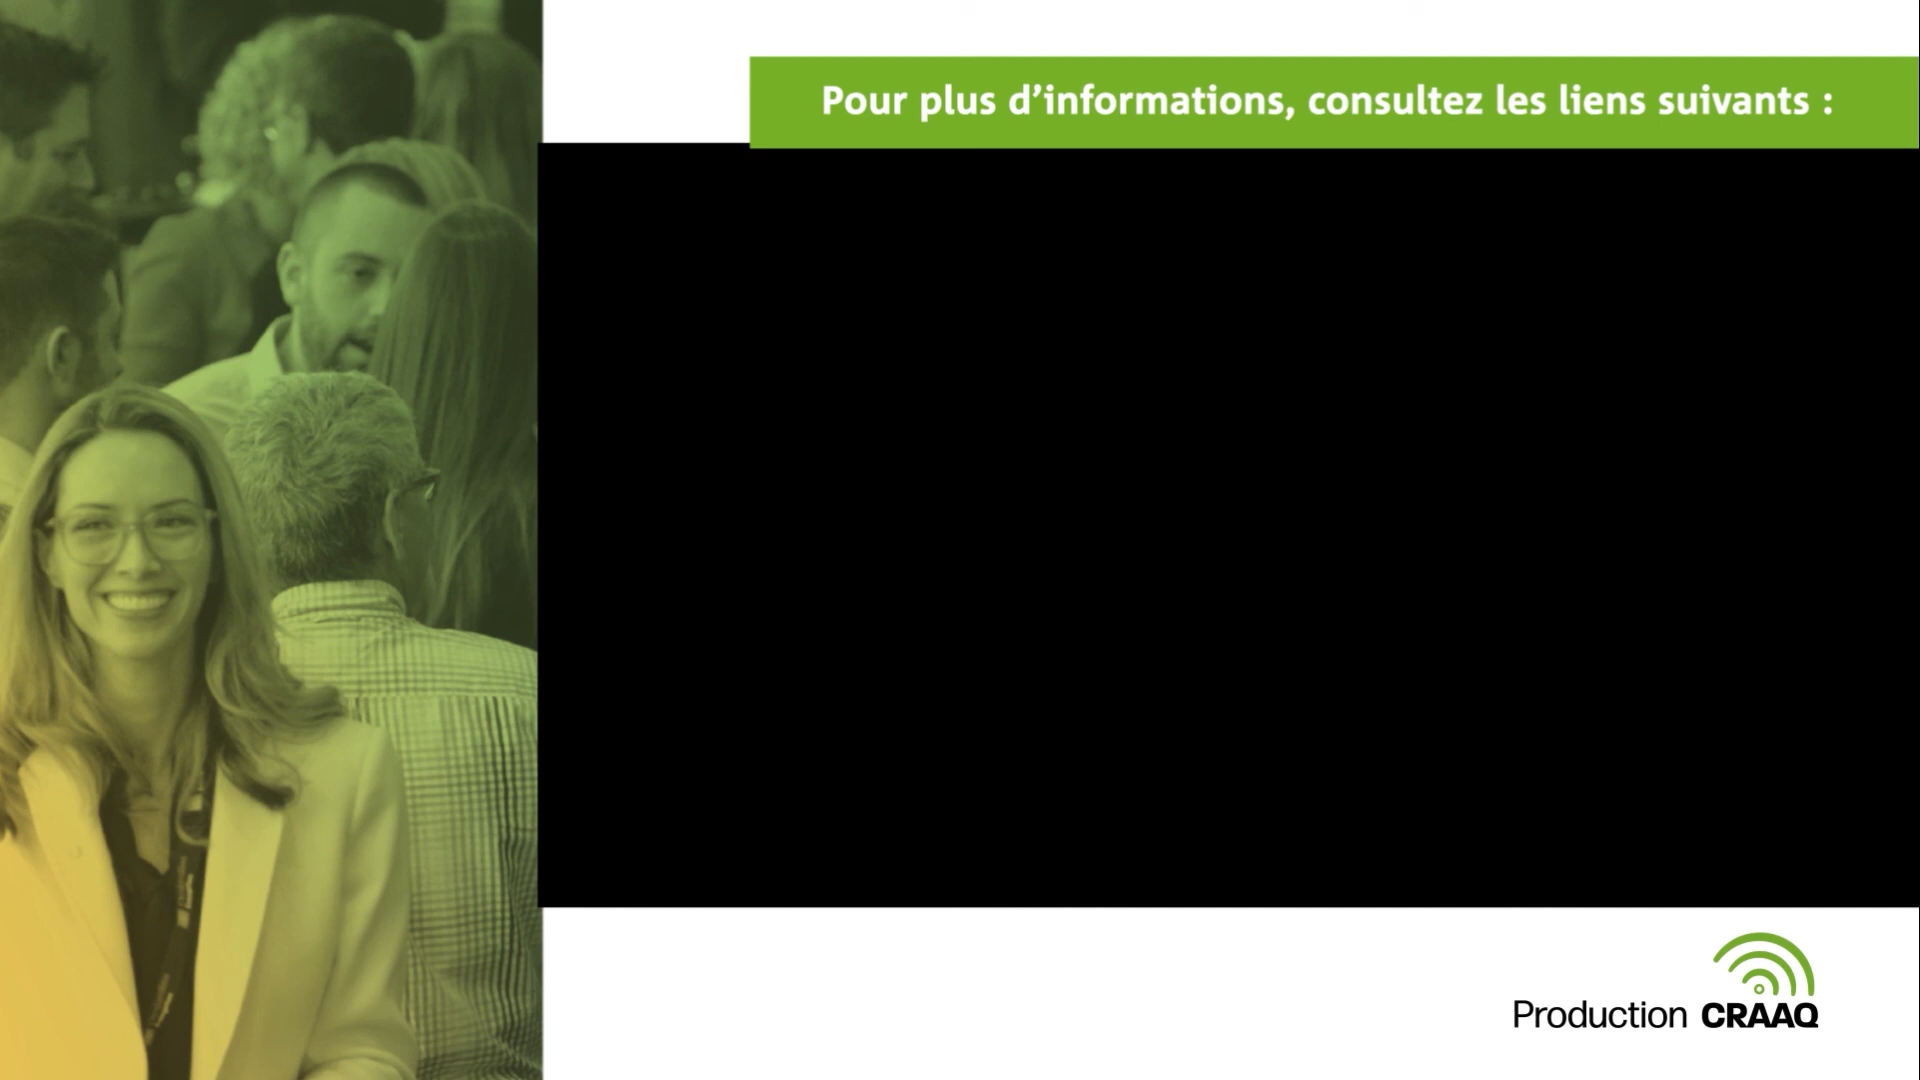 Pour plus d’informations, consultez les liens suivants :
Production CRAAQ